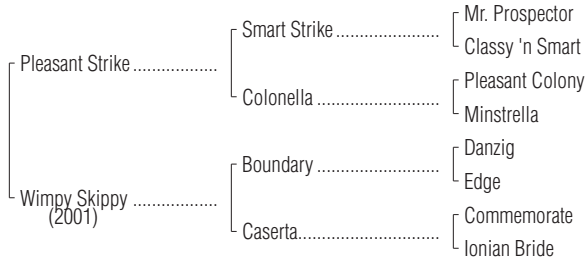 Mr. Prospector
Smart Strike ....................
Classy 'n Smart
Pleasant Strike .................
Pleasant Colony
Colonella ........................
Minstrella
Danzig
Boundary ........................
Edge
Wimpy Skippy .................
(2001)
Commemorate
Caserta............................
Ionian Bride